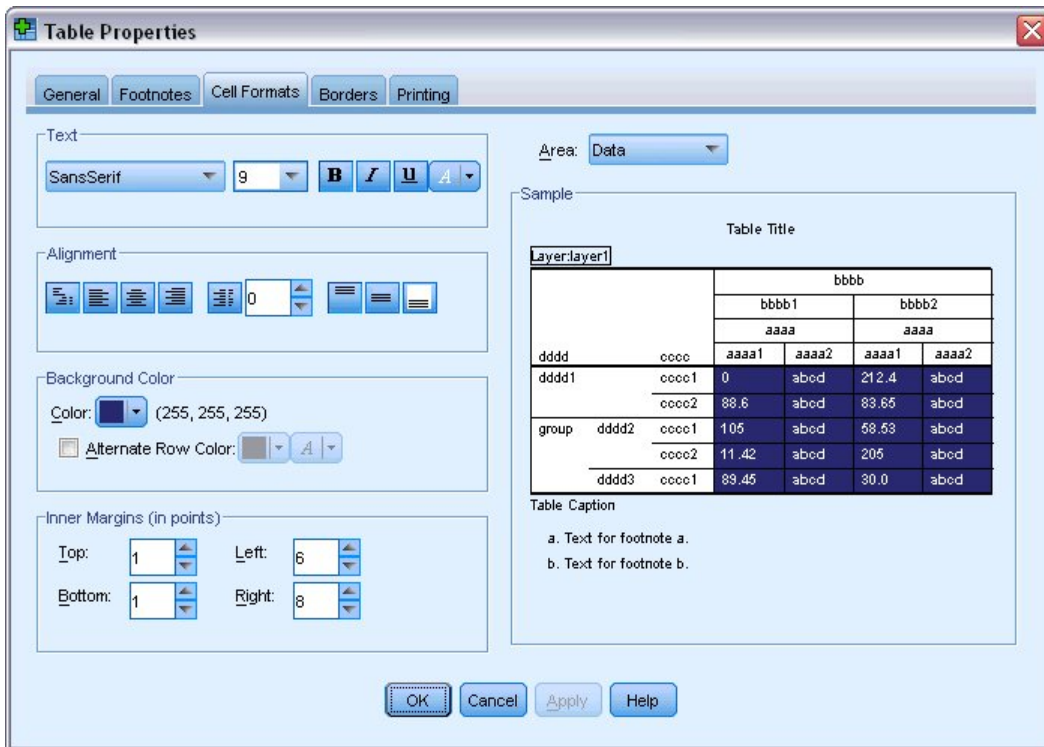 Table Properties
General Footnotes Cell Formats Borders Printing
Text
SansSerif 9 B I U A
Alignment
0
Background Color
Color: (255, 255, 255)
Alternate Row Color: A
Inner Margins (in points)
Top: 1 Left: 6
Bottom: 1 Right: 8
Area: Data
Sample
Table Title
Layer:layer1
bbbb
bbbb1 bbbb2
aaaa aaaa
dddd cccc aaaa1 aaaa2 aaaa1 aaaa2
dddd1 cccc1 0 abcd 212.4 abcd
cccc2 88.6 abcd 83.65 abcd
group dddd2 cccc1 105 abcd 58.53 abcd
cccc2 11.42 abcd 205 abcd
dddd3 cccc1 89.45 abcd 30.0 abcd
Table Caption
a. Text for footnote a.
b. Text for footnote b.
OK Cancel Apply Help